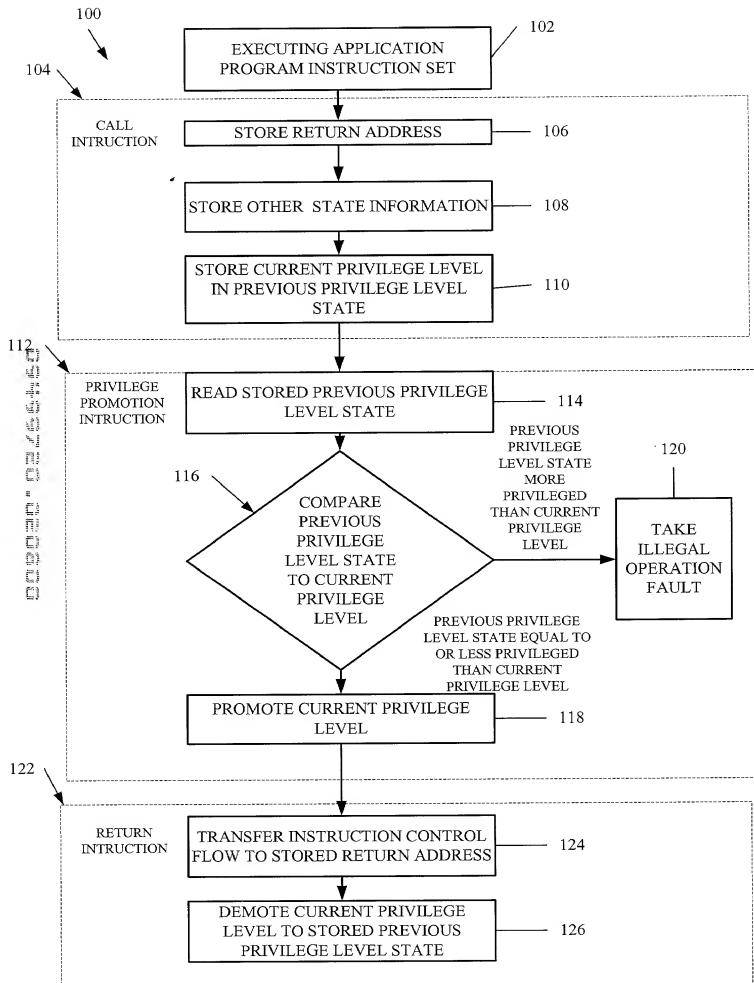 100
EXECUTING APPLICATION
PROGRAM INSTRUCTION SET
102
104
CALL
INTRUCTION
STORE RETURN ADDRESS
106
STORE OTHER STATE INFORMATION
108
STORE CURRENT PRIVILEGE LEVEL
IN PREVIOUS PRIVILEGE LEVEL
STATE
110
112
PRIVILEGE
PROMOTION
INTRUCTION
READ STORED PREVIOUS PRIVILEGE
LEVEL STATE
114
116
COMPARE
PREVIOUS
PRIVILEGE
LEVEL STATE
TO CURRENT
PRIVILEGE
LEVEL
PREVIOUS
PRIVILEGE
LEVEL STATE
MORE
PRIVILEGED
THAN CURRENT
PRIVILEGE
LEVEL
120
TAKE
ILLEGAL
OPERATION
FAULT
PREVIOUS PRIVILEGE
LEVEL STATE EQUAL TO
OR LESS PRIVILEGED
THAN CURRENT
PRIVILEGE LEVEL
PROMOTE CURRENT PRIVILEGE
LEVEL
118
122
RETURN
INTRUCTION
TRANSFER INSTRUCTION CONTROL
FLOW TO STORED RETURN ADDRESS
124
DEMOTE CURRENT PRIVILEGE
LEVEL TO STORED PREVIOUS
PRIVILEGE LEVEL STATE
126